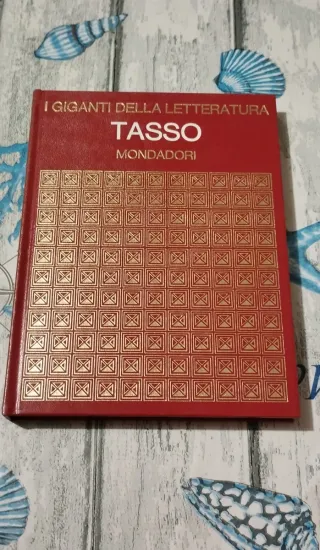 I GIGANTI DELLA LETTERATURA
TASSO
MONDADORI